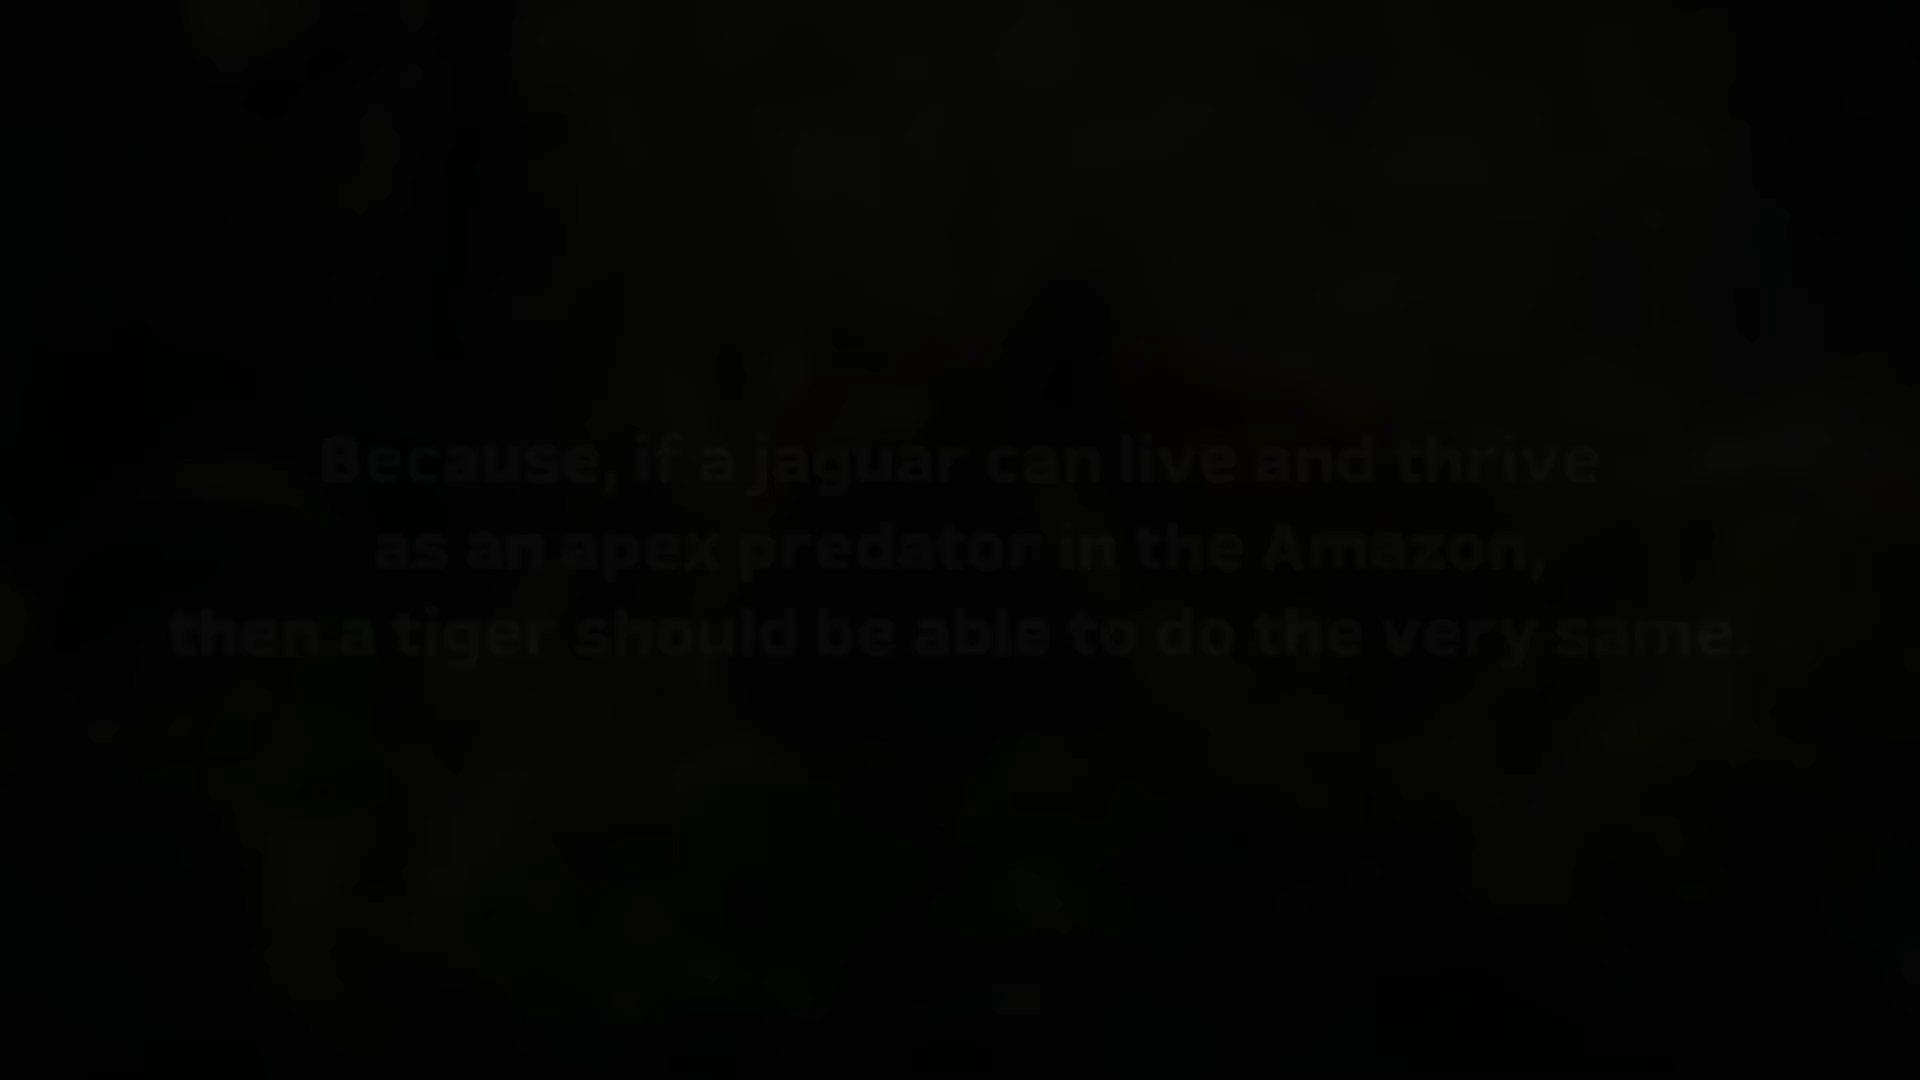 Because, if a jaguar can live and thrive
as an apex predator in the Amazon,
then a tiger should be able to do the very same.